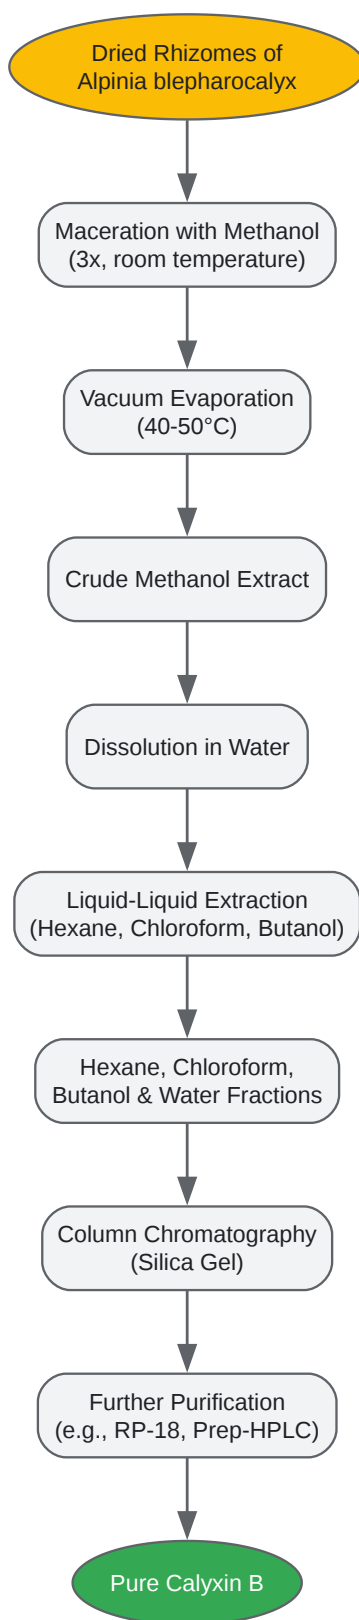 Dried Rhizomes of
Alpinia blepharocalyx
Maceration with Methanol
(3x, room temperature)
Vacuum Evaporation
(40-50°C)
Crude Methanol Extract
Dissolution in Water
Liquid-Liquid Extraction
(Hexane, Chloroform, Butanol)
Hexane, Chloroform,
Butanol & Water Fractions
Column Chromatography
(Silica Gel)
Further Purification
(e.g., RP-18, Prep-HPLC)
Pure Calyxin B